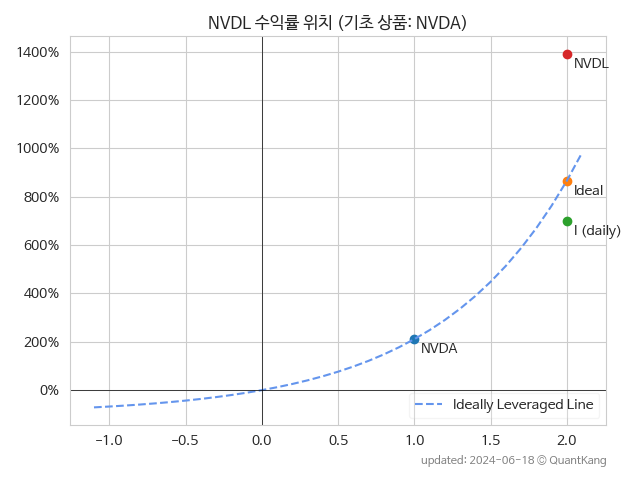 NVDL 수익률 위치 (기초 상품: NVDA)
1400%
NVDL
1200%
1000%
800%
Ideal
I (daily)
600%
400%
200%
NVDA
0%
Ideally Leveraged Line
−1.0
−0.5
0.0
0.5
1.0
1.5
2.0
updated: 2024-06-18 © QuantKang